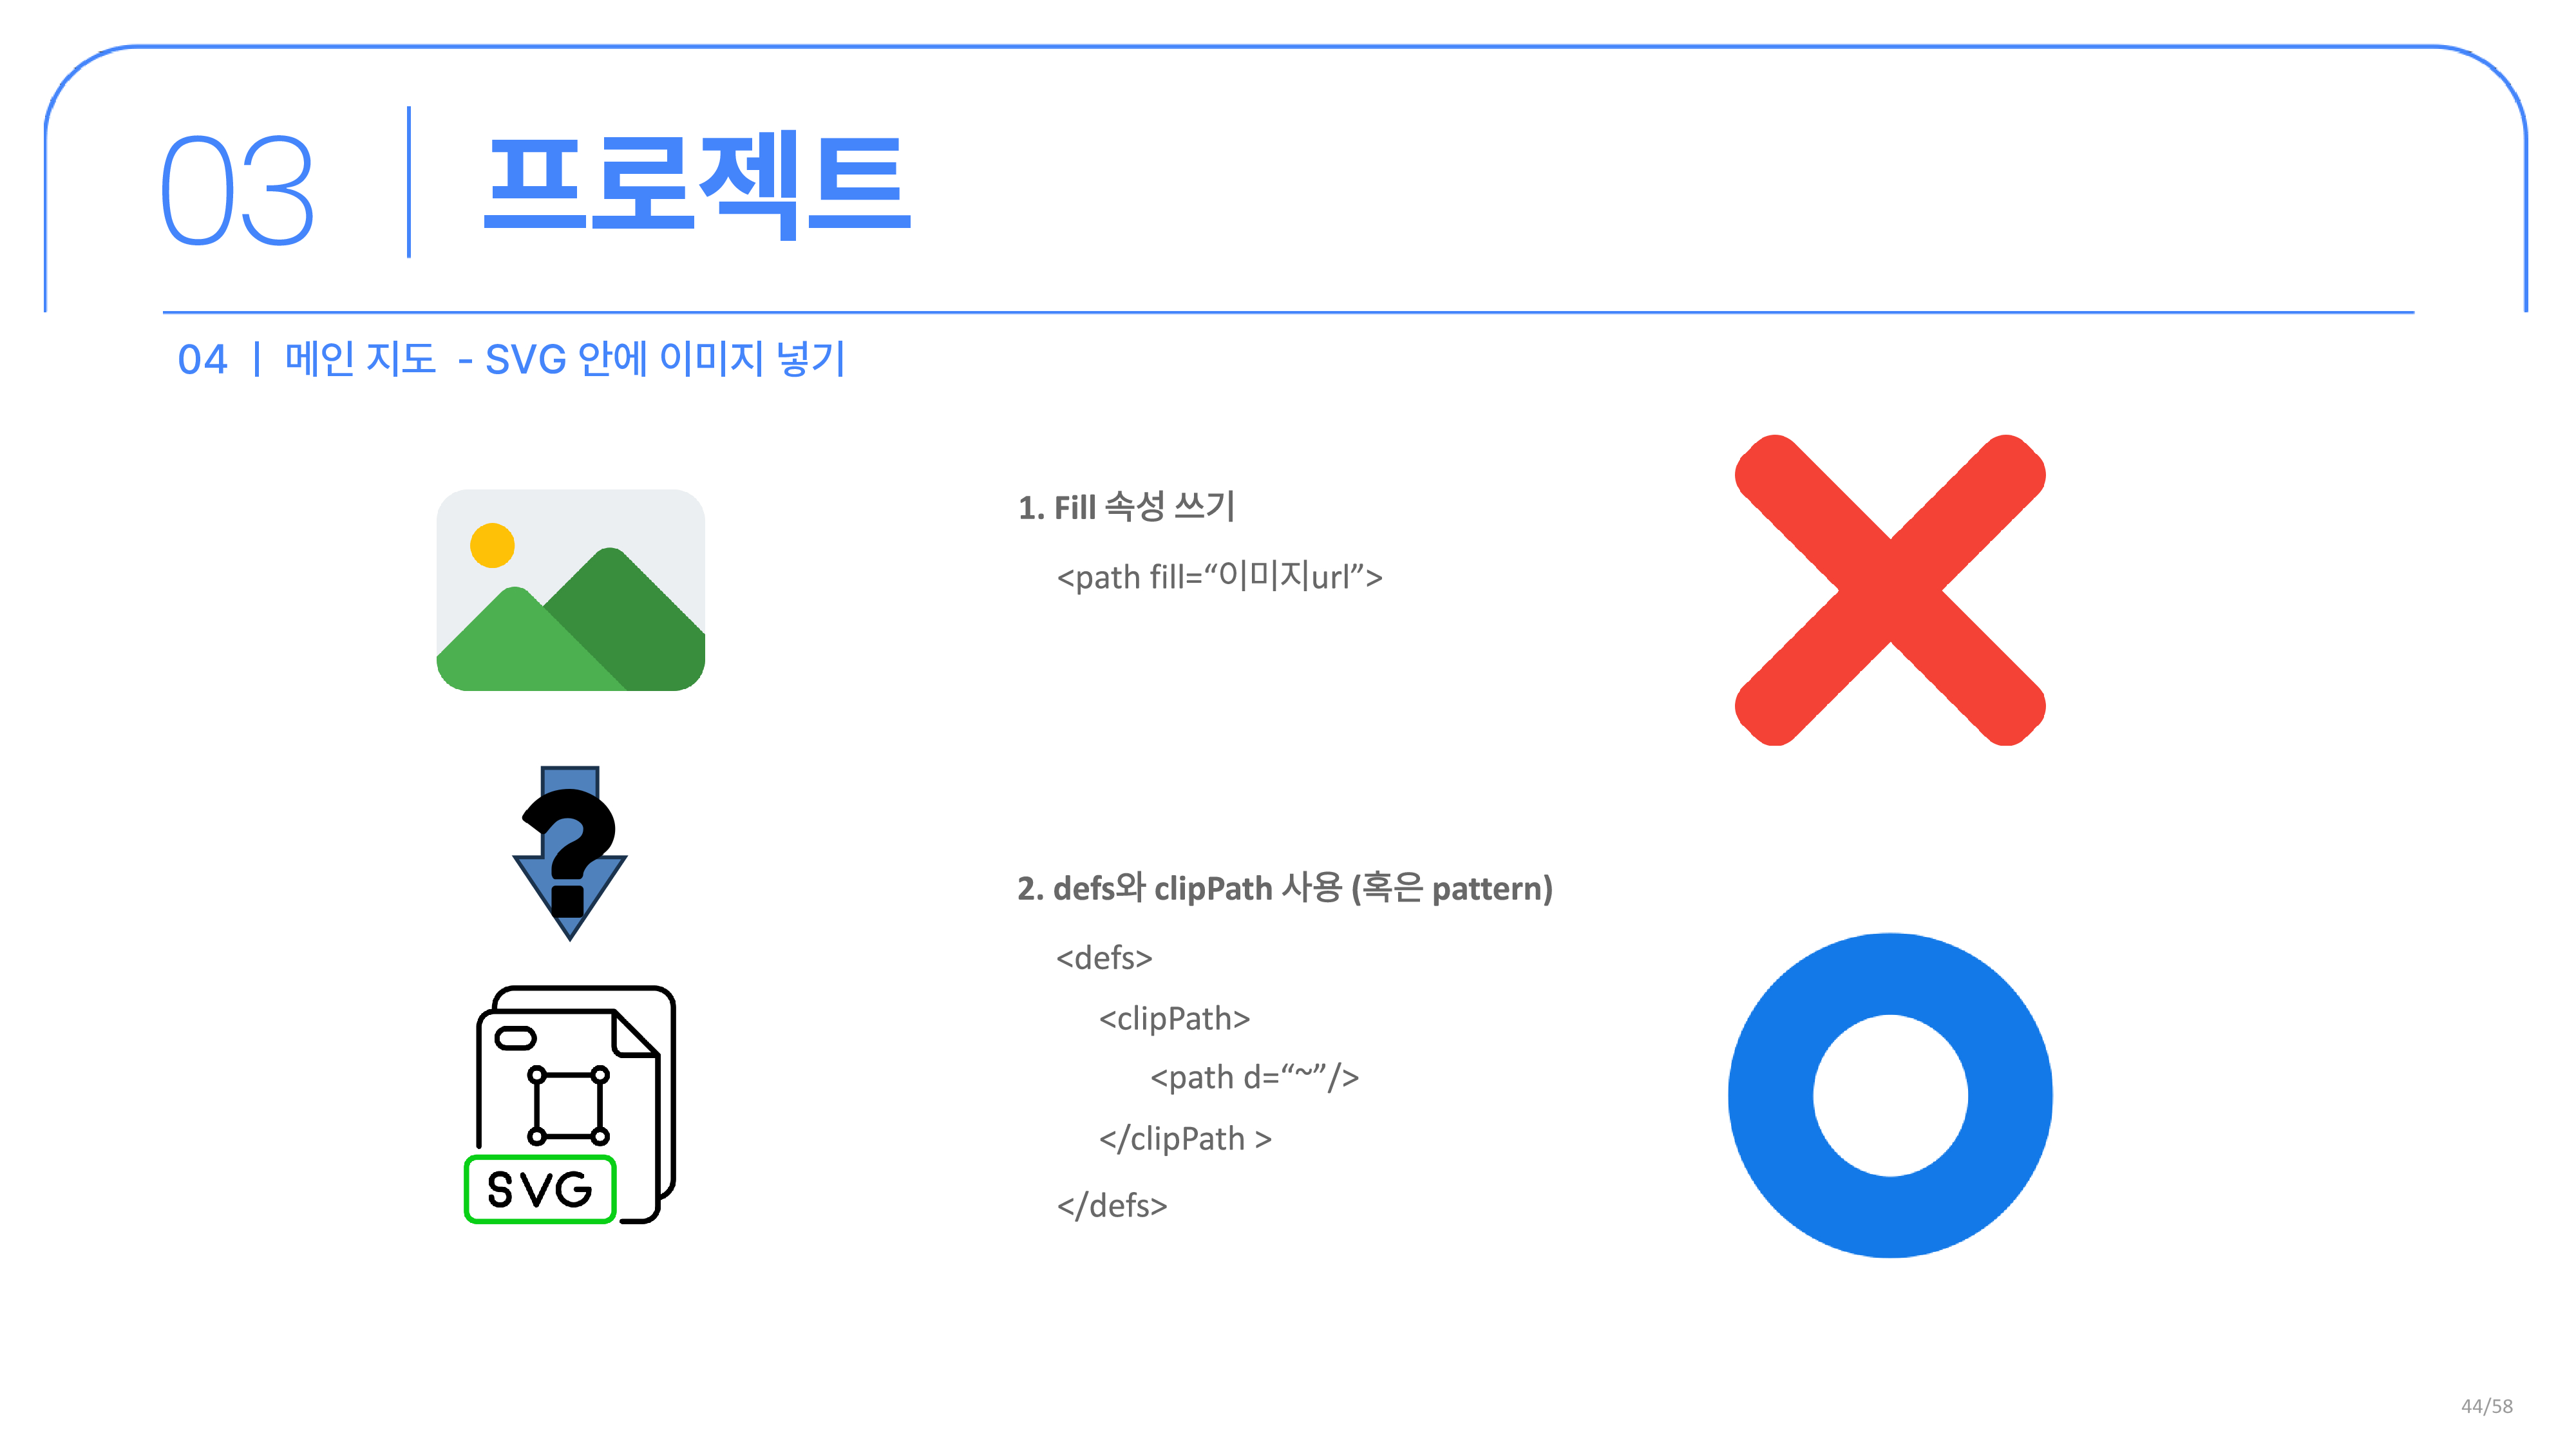 03 | 프로젝트
04 | 메인 지도 - SVG 안에 이미지 넣기
1. Fill 속성 쓰기
<path fill=“이미지url”>
?
SVG
2. defs와 clipPath 사용 (혹은 pattern)
<defs>
<clipPath>
<path d=“~”/>
</clipPath >
</defs>
44/58